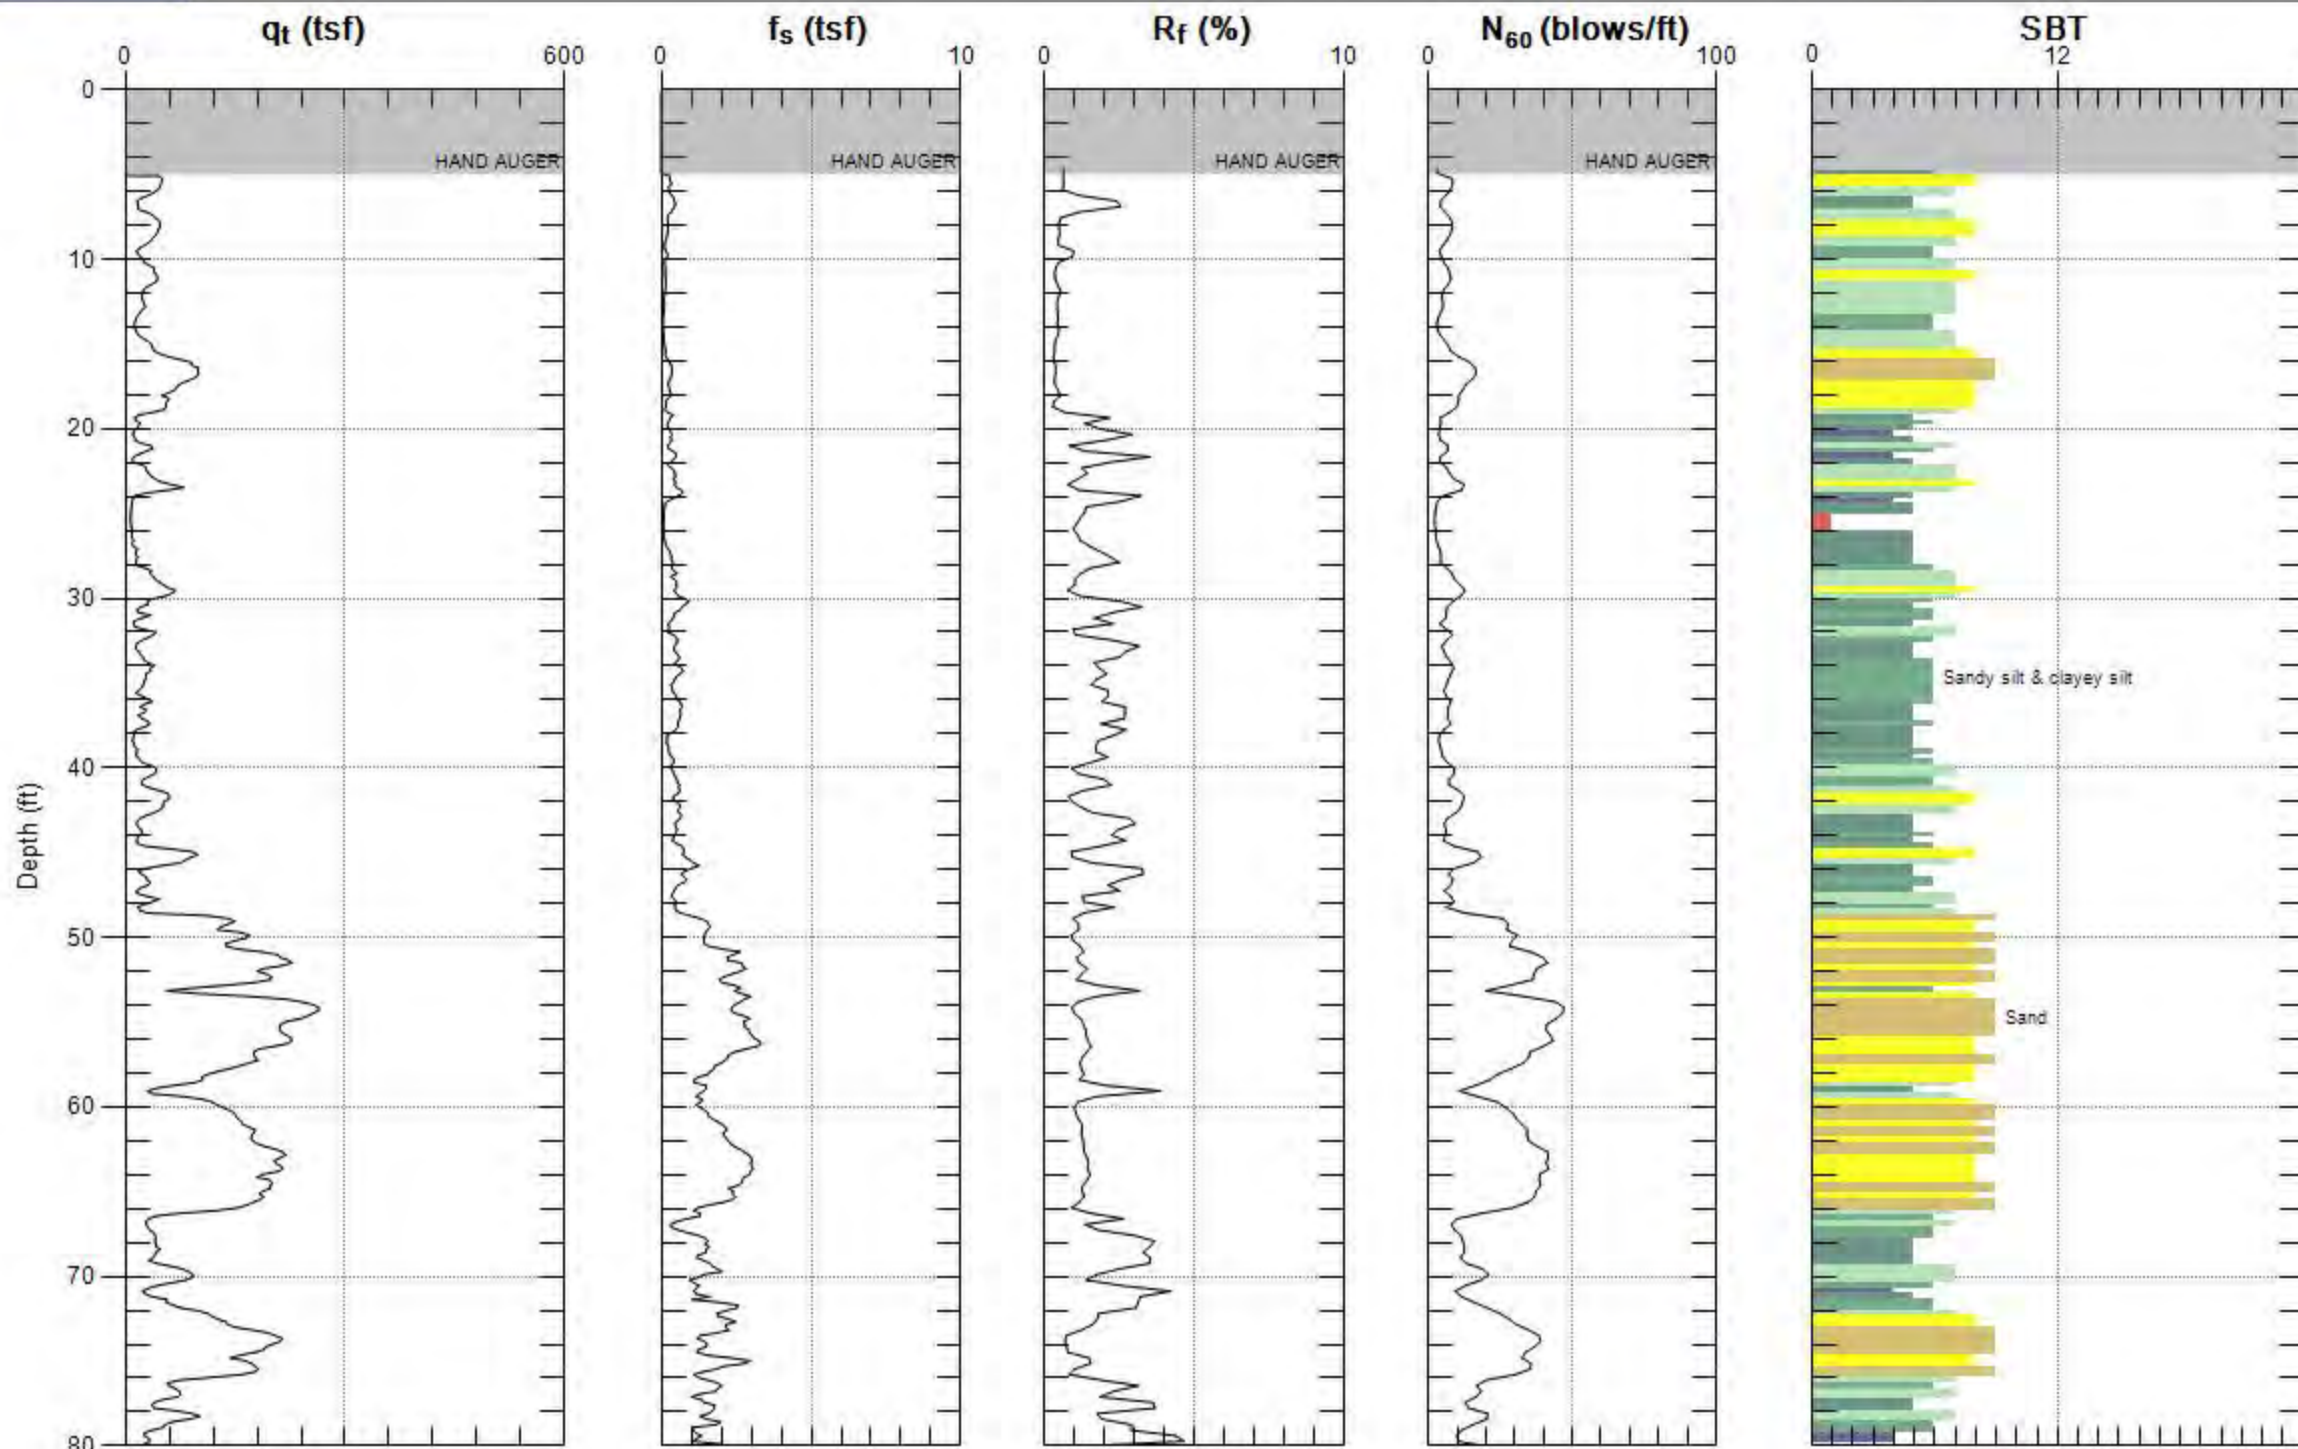 qt (tsf) fs (tsf) Rf (%) N60 (blows/ft) SBT
0 600 0 10 0 10 0 100 0 12
0
HAND AUGER HAND AUGER HAND AUGER HAND AUGER
10
20
30
Sandy silt & clayey silt
40
Depth (ft)
50
Sand
60
70
80